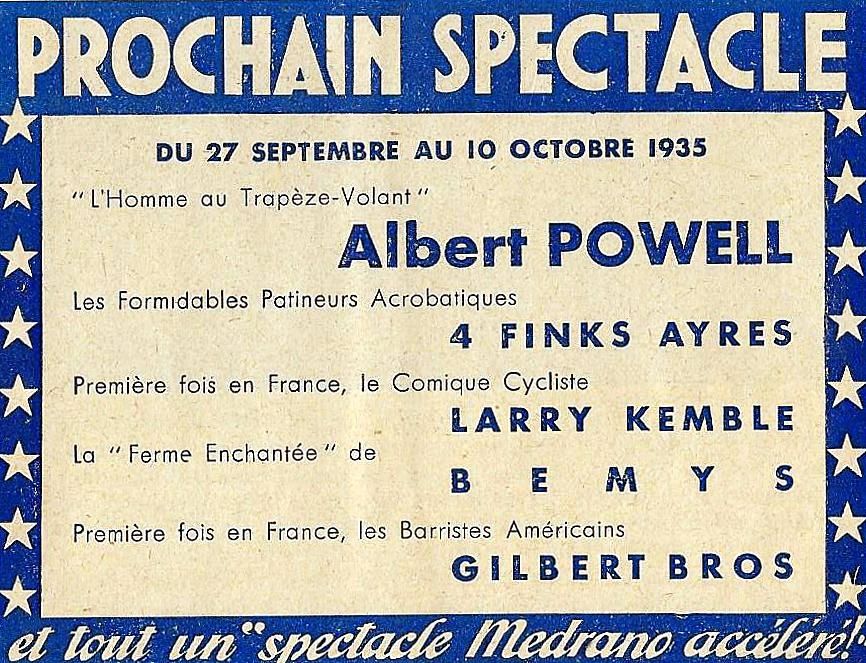 PROCHAIN SPECTACLE
DU 27 SEPTEMBRE AU 10 OCTOBRE 1935
"L'Homme au Trapèze-Volant"
Albert POWELL
Les Formidables Patineurs Acrobatiques
4 FINKS AYRES
Première fois en France, le Comique Cycliste
LARRY KEMBLE
La "Ferme Enchantée" de
BEMYS
Première fois en France, les Barristes Américains
GILBERT BROS
et tout un "spectacle Medrano accéléré!"